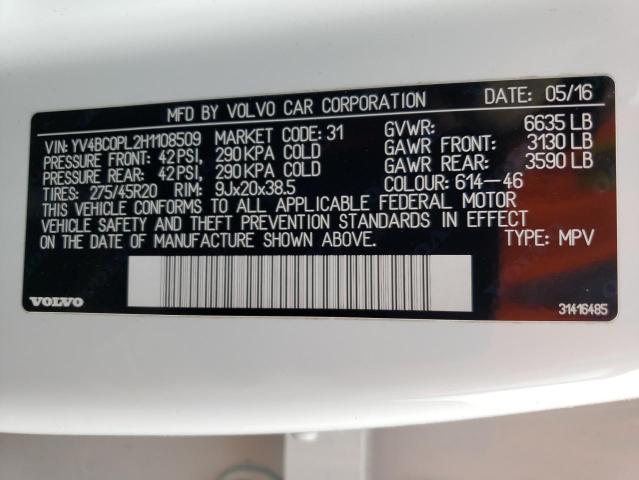 MFD BY VOLVO CAR CORPORATION DATE: 05/16
VIN: YV4BC0PL2H1108509 MARKET CODE: 31 GVWR: 6635 LB
PRESSURE FRONT: 42 PSI, 290 KPA COLD GAWR FRONT: 3130 LB
PRESSURE REAR: 42 PSI, 290 KPA COLD GAWR REAR: 3590 LB
TIRES: 275/45R20 RIM: 9Jx20x38.5 COLOUR: 614-46
THIS VEHICLE CONFORMS TO ALL APPLICABLE FEDERAL MOTOR
VEHICLE SAFETY AND THEFT PREVENTION STANDARDS IN EFFECT
ON THE DATE OF MANUFACTURE SHOWN ABOVE. TYPE: MPV
VOLVO 31416485